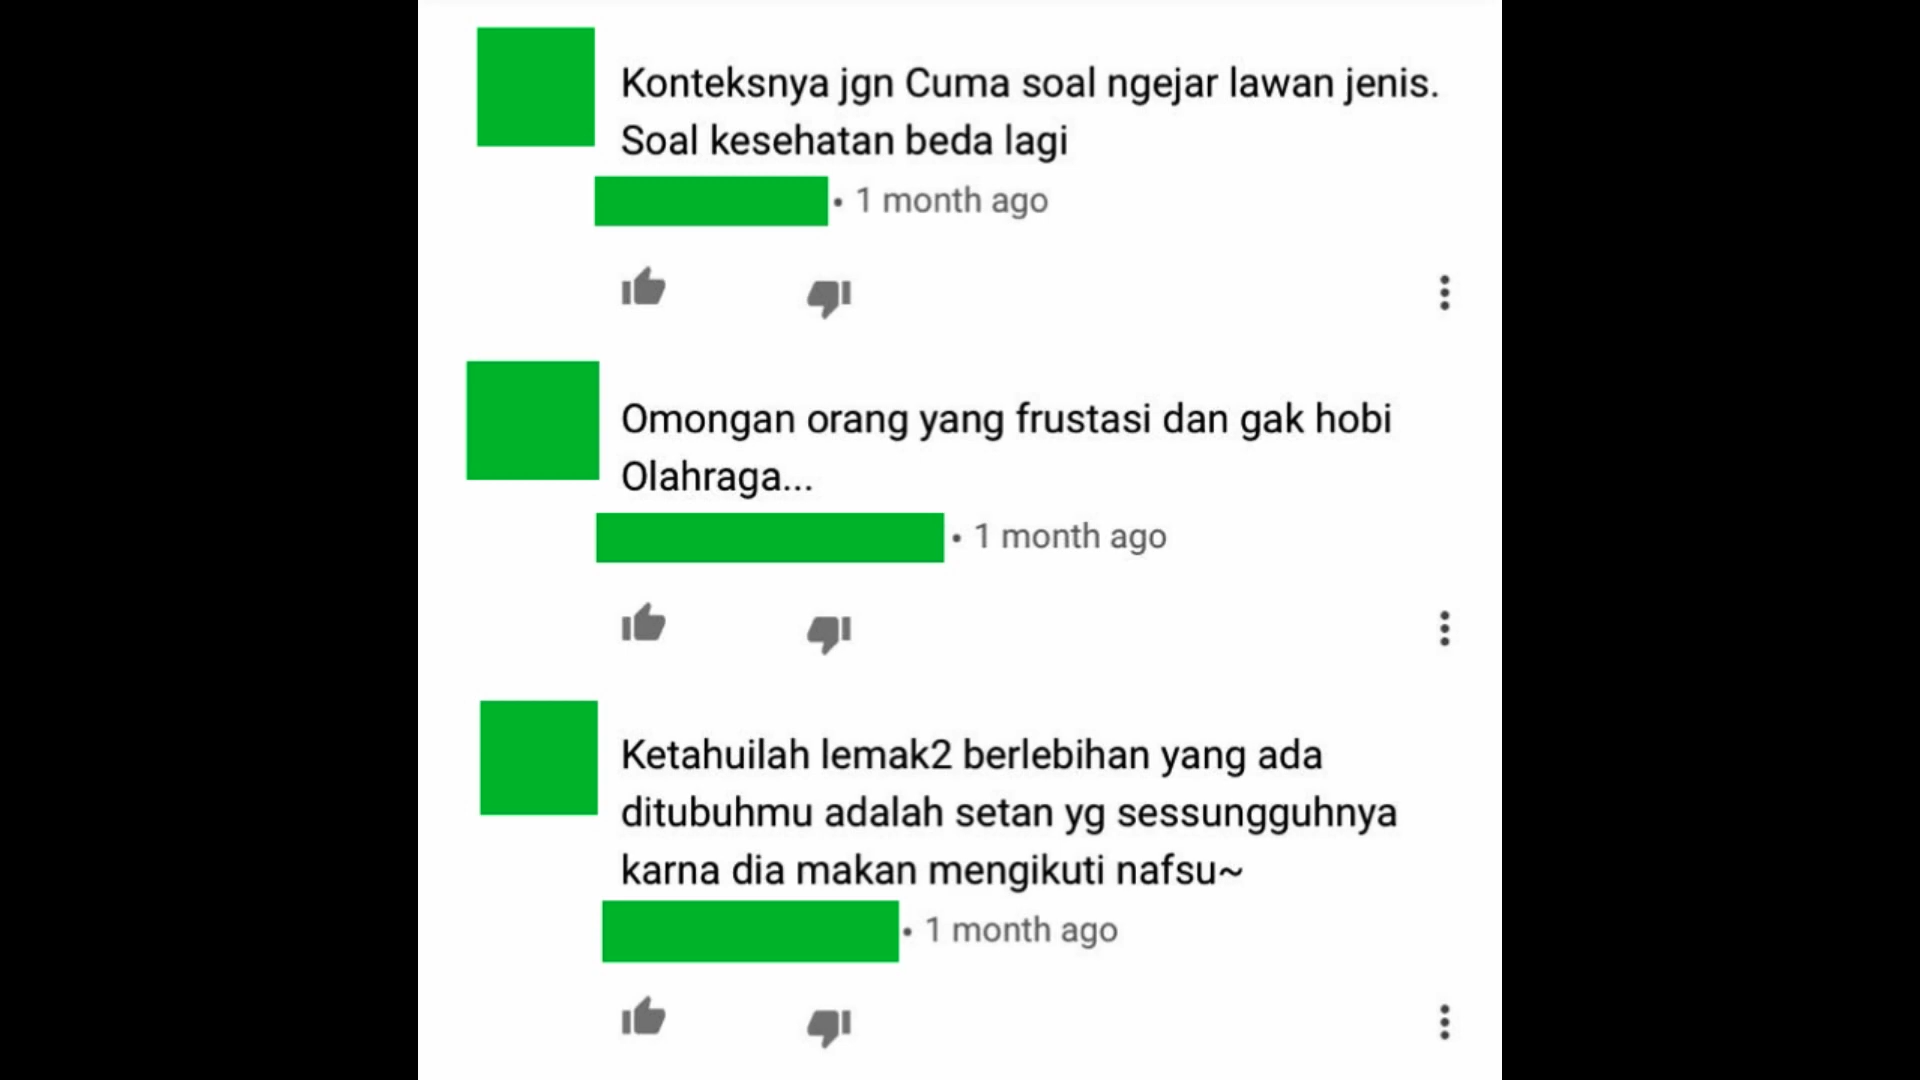 Konteksnya jgn Cuma soal ngejar lawan jenis.
Soal kesehatan beda lagi
• 1 month ago
Omongan orang yang frustasi dan gak hobi
Olahraga...
• 1 month ago
Ketahuilah lemak2 berlebihan yang ada
ditubuhmu adalah setan yg sessungguhnya
karna dia makan mengikuti nafsu~
• 1 month ago